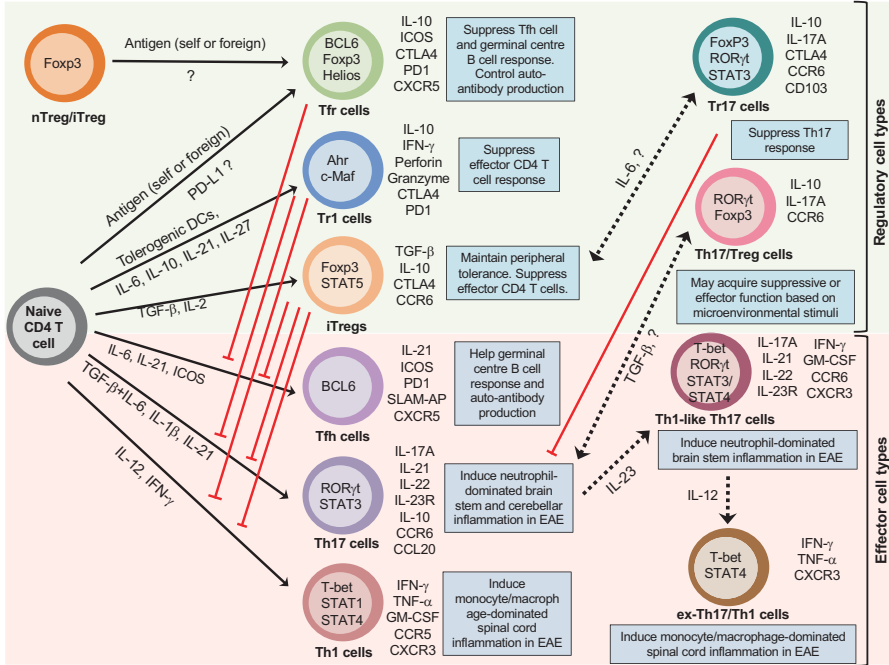 Foxp3
nTreg/iTreg
Antigen (self or foreign)
?
BCL6
Foxp3
Helios
Tfr cells
IL-10
ICOS
CTLA4
PD1
CXCR5
Suppress Tfh cell
and germinal centre
B cell response.
Control auto-
antibody production
Antigen (self or foreign)
PD-L1 ?
Ahr
c-Maf
Tr1 cells
IL-10
IFN-γ
Perforin
Granzyme
CTLA4
PD1
Suppress
effector CD4 T
cell response
Tolerogenic DCs,
IL-6, IL-10, IL-21, IL-27
Foxp3
STAT5
iTregs
TGF-β
IL-10
CTLA4
CCR6
Maintain peripheral
tolerance. Suppress
effector CD4 T cells.
TGF-β, IL-2
Naive
CD4 T
cell
IL-6, IL-21, ICOS
BCL6
Tfh cells
IL-21
ICOS
PD1
SLAM-AP
CXCR5
Help germinal
centre B cell
response and
auto-antibody
production
TGF-β+IL-6, IL-1β, IL-21
RORγt
STAT3
Th17 cells
IL-17A
IL-21
IL-22
IL-23R
IL-10
CCR6
CCL20
Induce neutrophil-
dominated brain
stem and cerebellar
inflammation in EAE
IL-12, IFN-γ
T-bet
STAT1
STAT4
Th1 cells
IFN-γ
TNF-α
GM-CSF
CCR5
CXCR3
Induce
monocyte/macroph
age-dominated
spinal cord
inflammation in EAE
FoxP3
RORγt
STAT3
Tr17 cells
IL-10
IL-17A
CTLA4
CCR6
CD103
Suppress Th17
response
IL-6, ?
RORγt
Foxp3
Th17/Treg cells
IL-10
IL-17A
CCR6
May acquire suppressive or
effector function based on
microenvironmental stimuli
TGF-β, ?
T-bet
RORγt
STAT3/
STAT4
Th1-like Th17 cells
IL-17A
IL-21
IL-22
IL-23R
IFN-γ
GM-CSF
CCR6
CXCR3
Induce neutrophil-dominated
brain stem inflammation in EAE
IL-23
IL-12
T-bet
STAT4
ex-Th17/Th1 cells
IFN-γ
TNF-α
CXCR3
Induce monocyte/macrophage-dominated
spinal cord inflammation in EAE
Regulatory cell types
Effector cell types